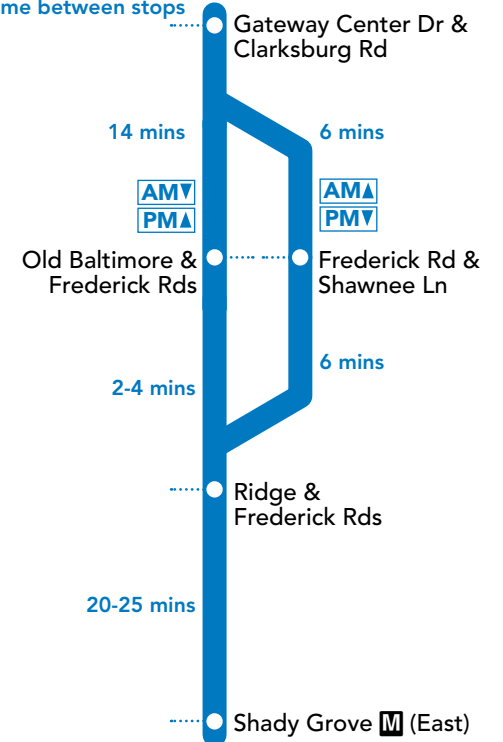 me between stops
Gateway Center Dr &
Clarksburg Rd
14 mins
6 mins
AM▼
PM▲
AM▲
PM▼
Old Baltimore &
Frederick Rds
Frederick Rd &
Shawnee Ln
6 mins
2-4 mins
Ridge &
Frederick Rds
20-25 mins
Shady Grove M (East)